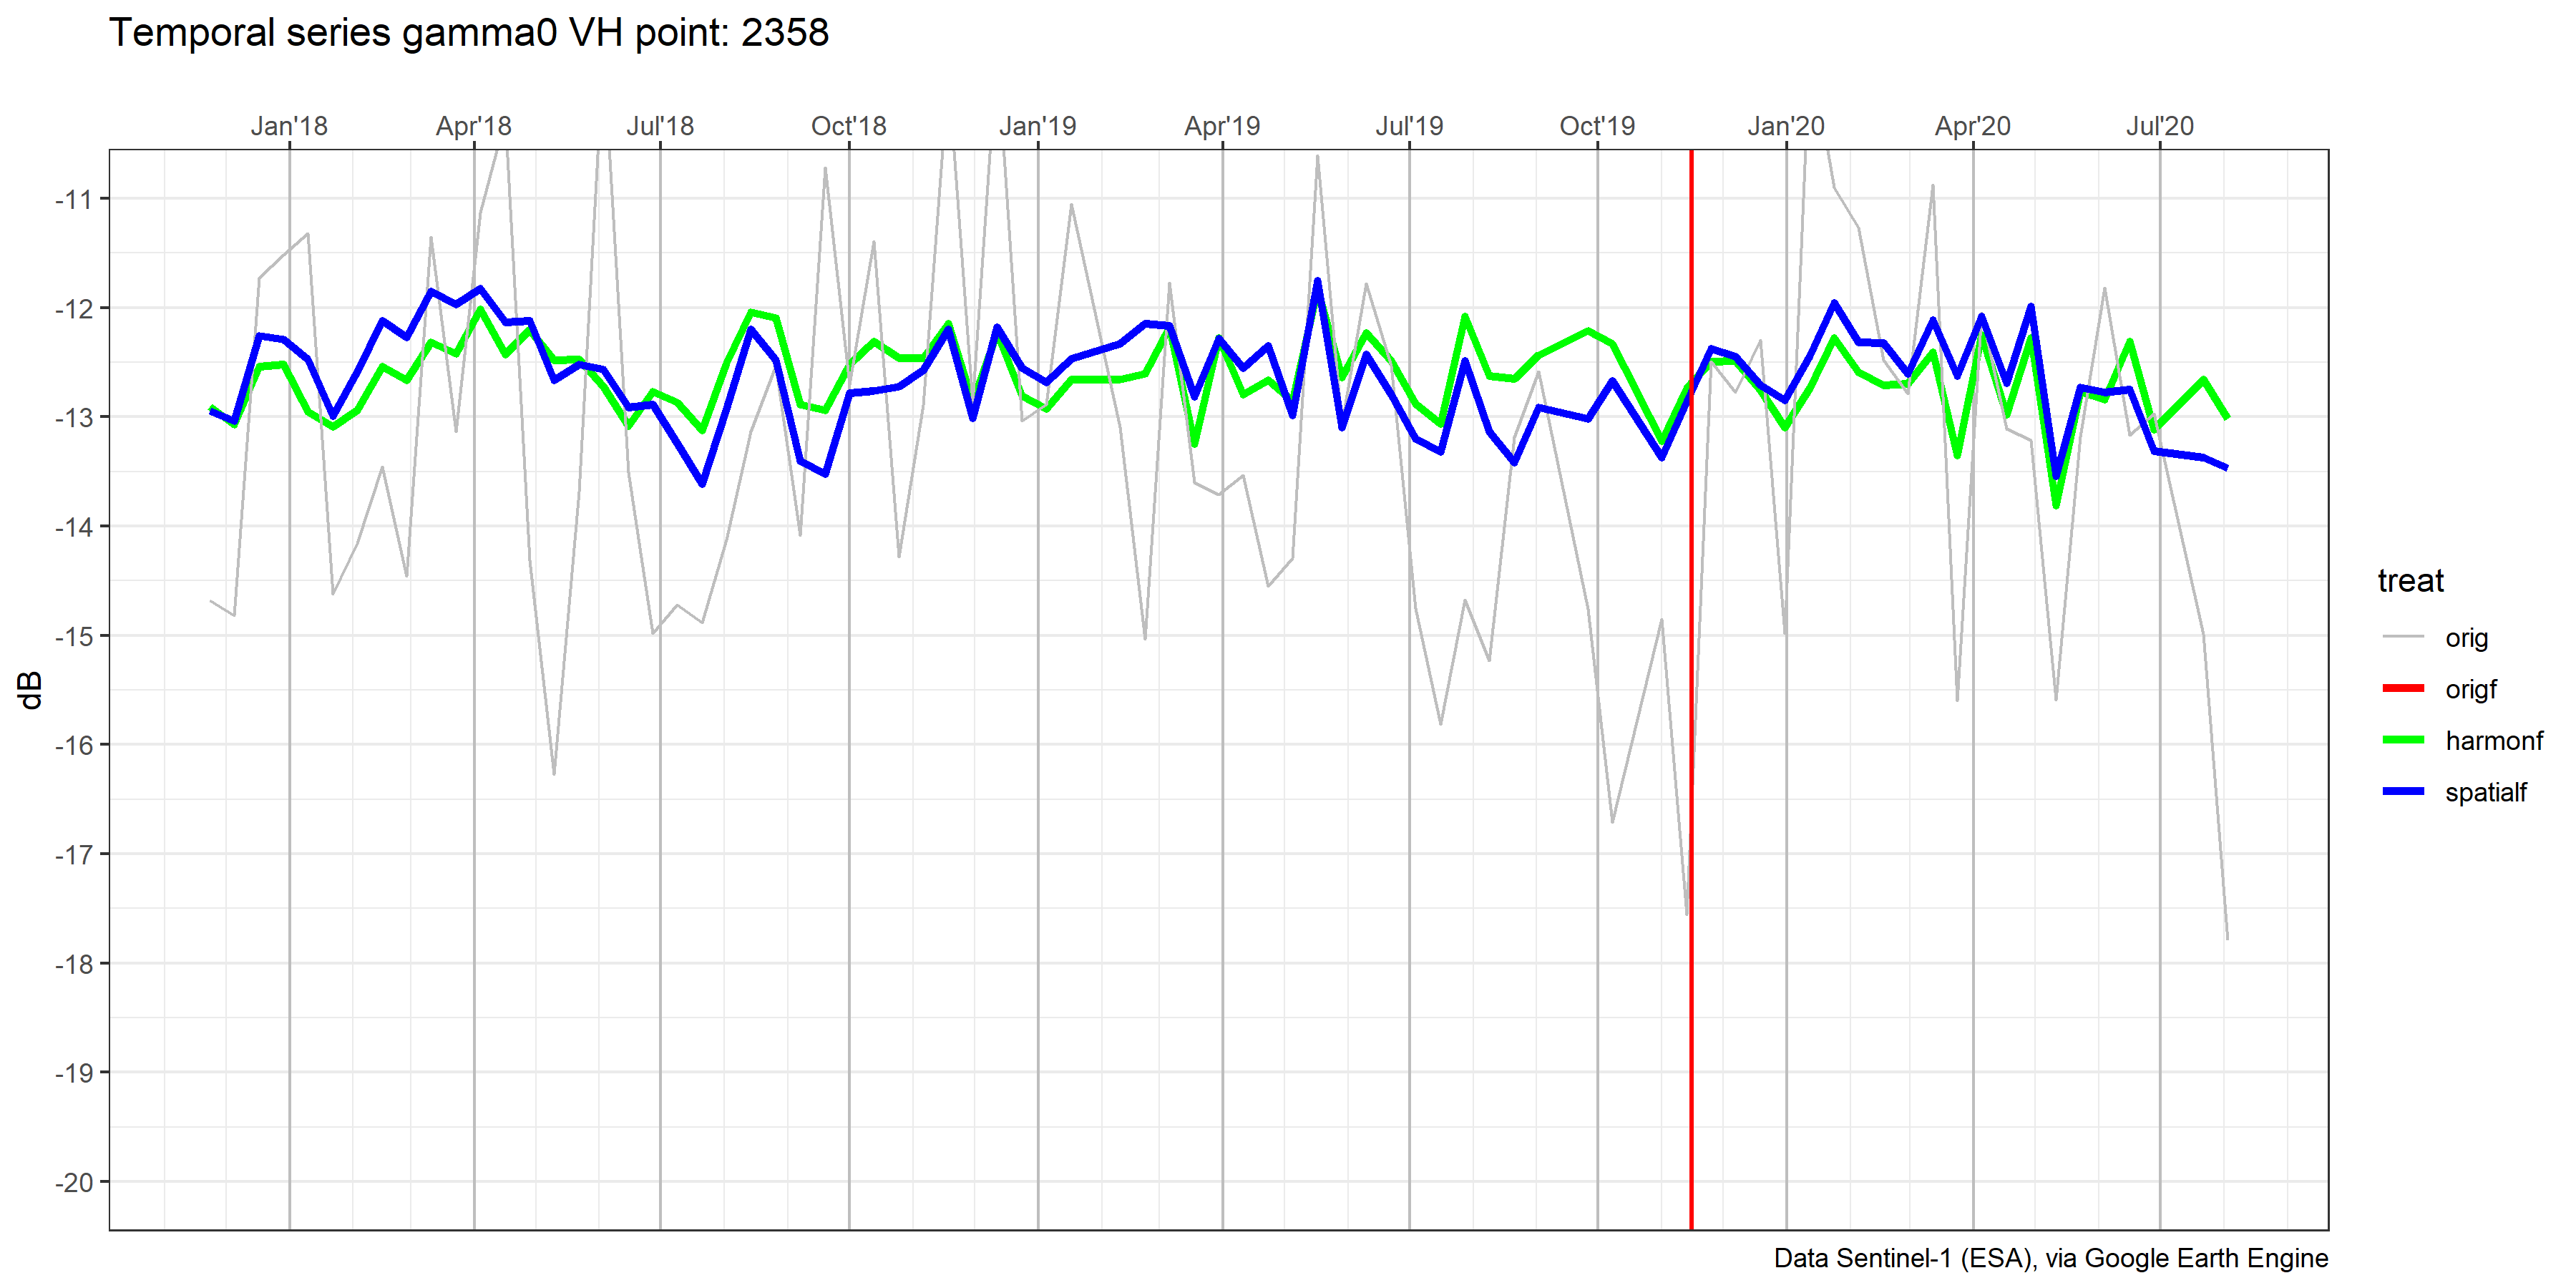 Temporal series gamma0 VH point: 2358
Jan'18 Apr'18 Jul'18 Oct'18 Jan'19 Apr'19 Jul'19 Oct'19 Jan'20 Apr'20 Jul'20
-11
-12
-13
-14
-15
-16
-17
-18
-19
-20
dB
treat
orig
origf
harmonf
spatialf
Data Sentinel-1 (ESA), via Google Earth Engine